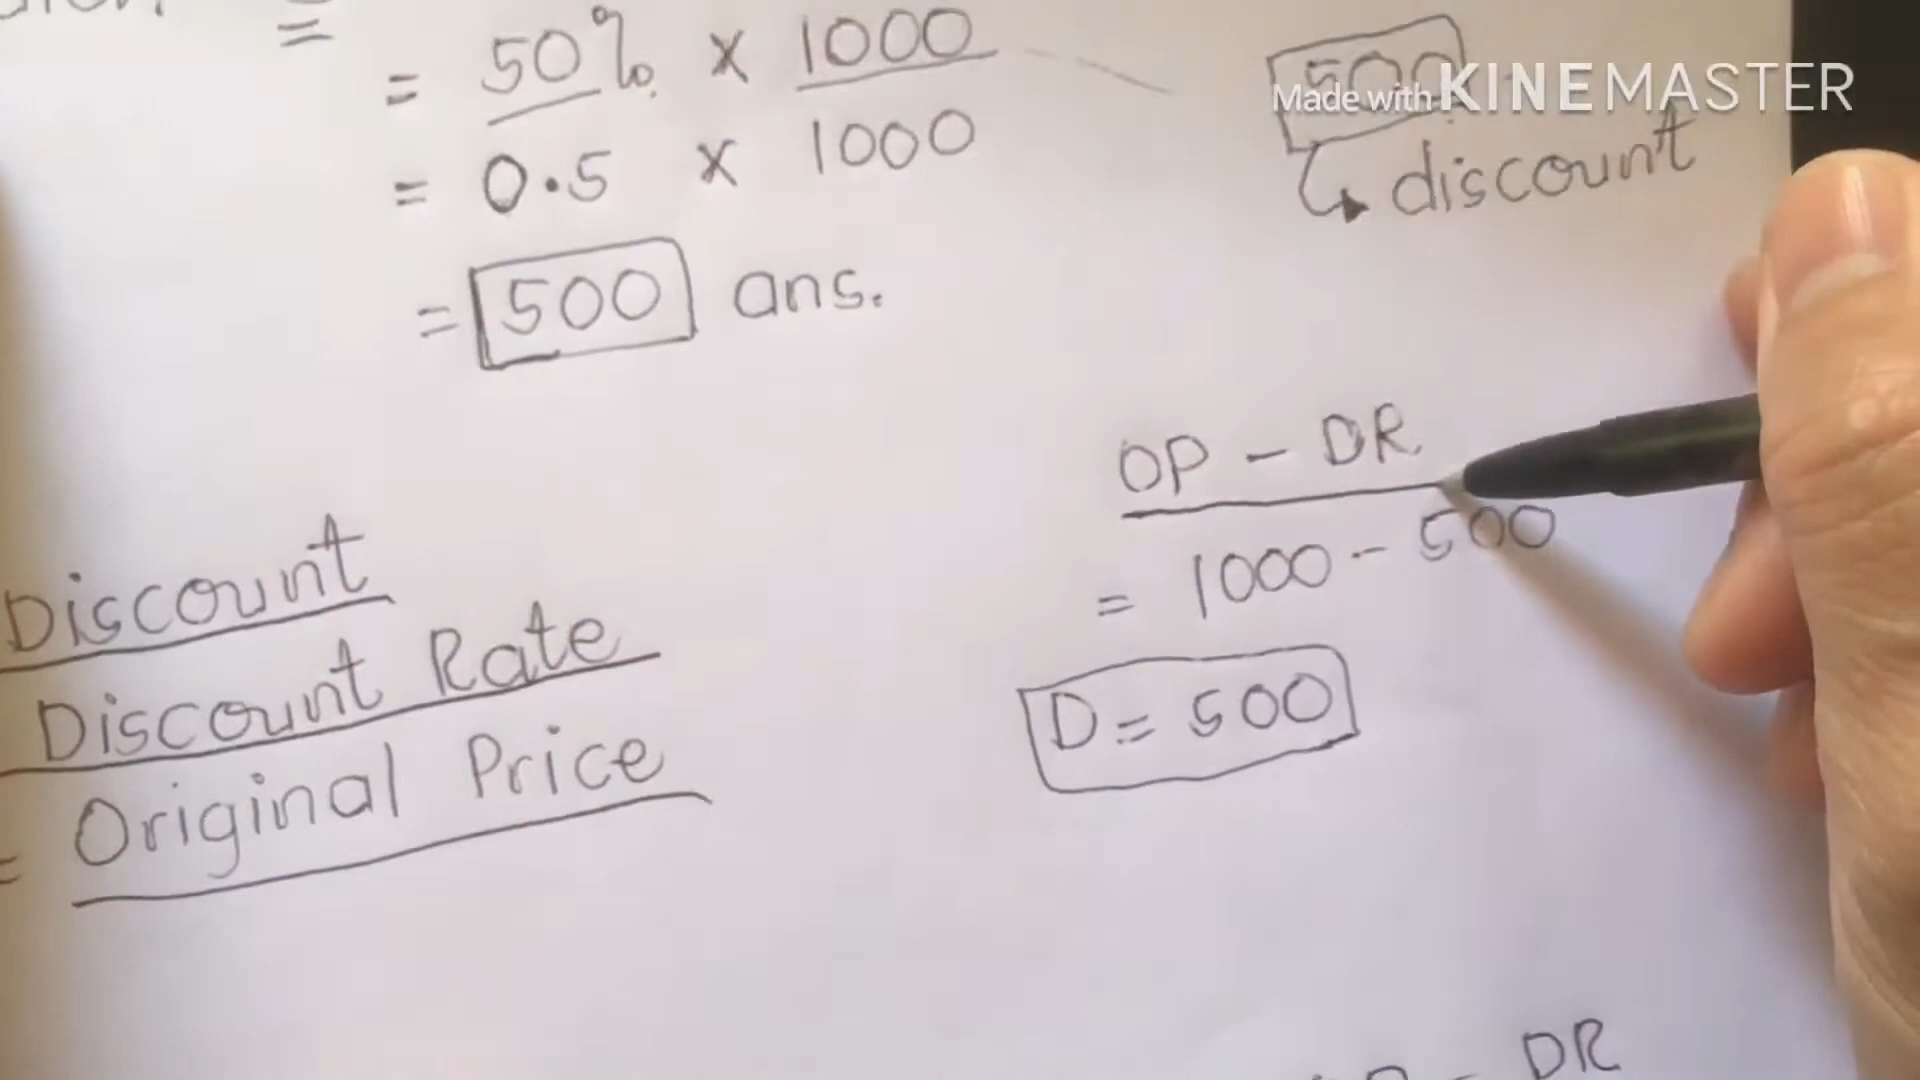 = 50% x 1000
= 0.5 x 1000
= 500 ans.
500
Made with KINEMASTER
discount
OP - DR
= 1000 - 500
D = 500
Discount
Discount Rate
= Original Price
- DR